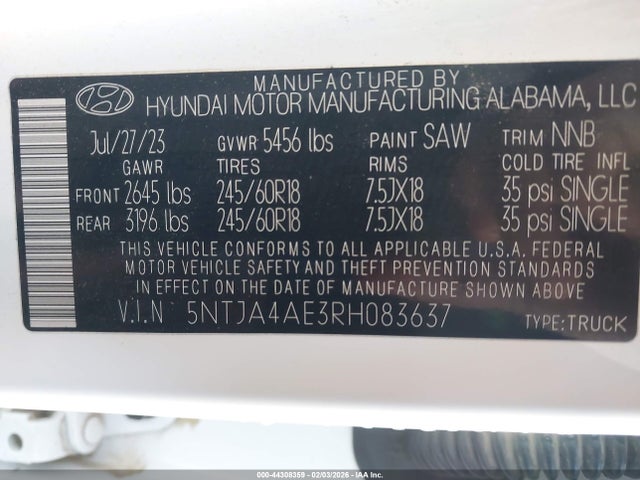 MANUFACTURED BY
HYUNDAI MOTOR MANUFACTURING ALABAMA, LLC
Jul/27/23 GVWR 5456 lbs PAINT SAW TRIM NNB
GAWR TIRES RIMS COLD TIRE INFL
FRONT 2645 lbs 245/60R18 7.5JX18 35 psi SINGLE
REAR 3196 lbs 245/60R18 7.5JX18 35 psi SINGLE
THIS VEHICLE CONFORMS TO ALL APPLICABLE U.S.A. FEDERAL
MOTOR VEHICLE SAFETY AND THEFT PREVENTION STANDARDS
IN EFFECT ON THE DATE OF MANUFACTURE SHOWN ABOVE
V.I.N 5NTJA4AE3RH083637 TYPE:TRUCK
000-44308359 - 02/03/2026 - IAA Inc.